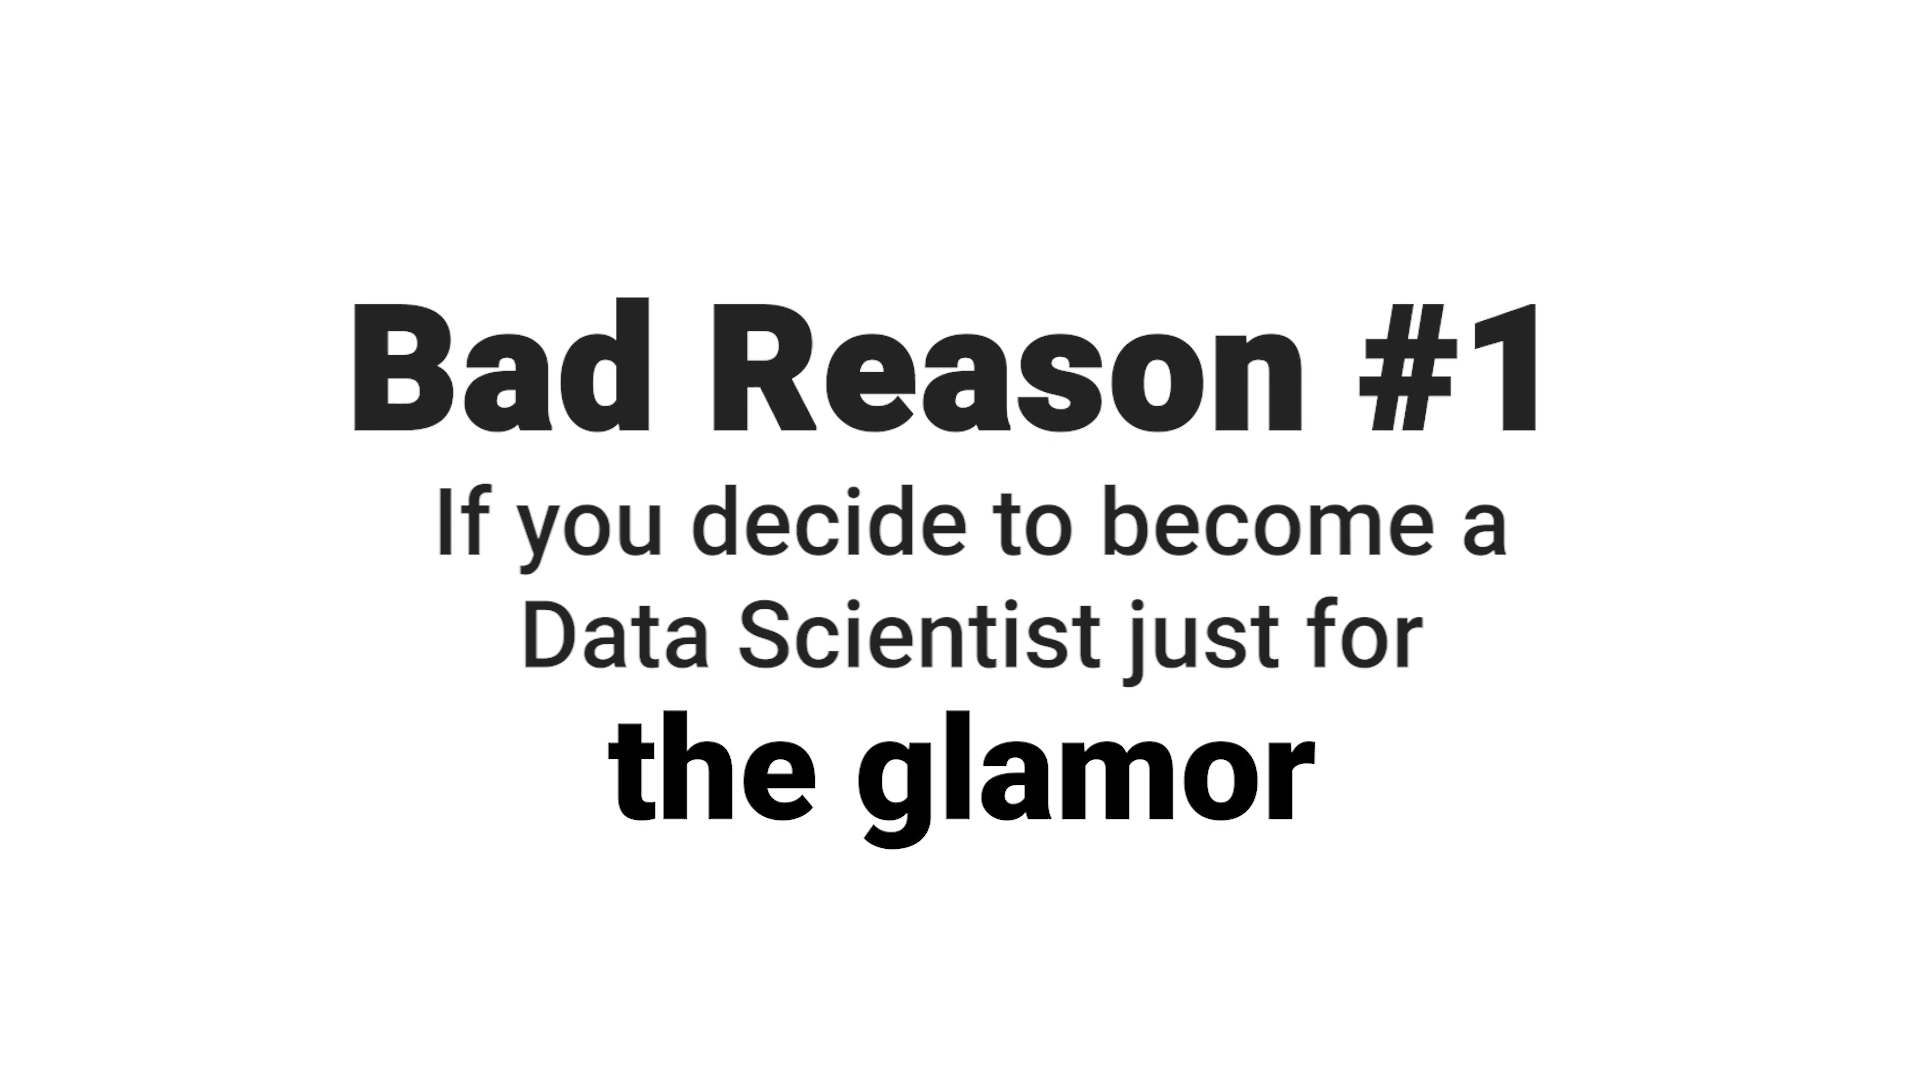 Bad Reason #1
If you decide to become a
Data Scientist just for
the glamor